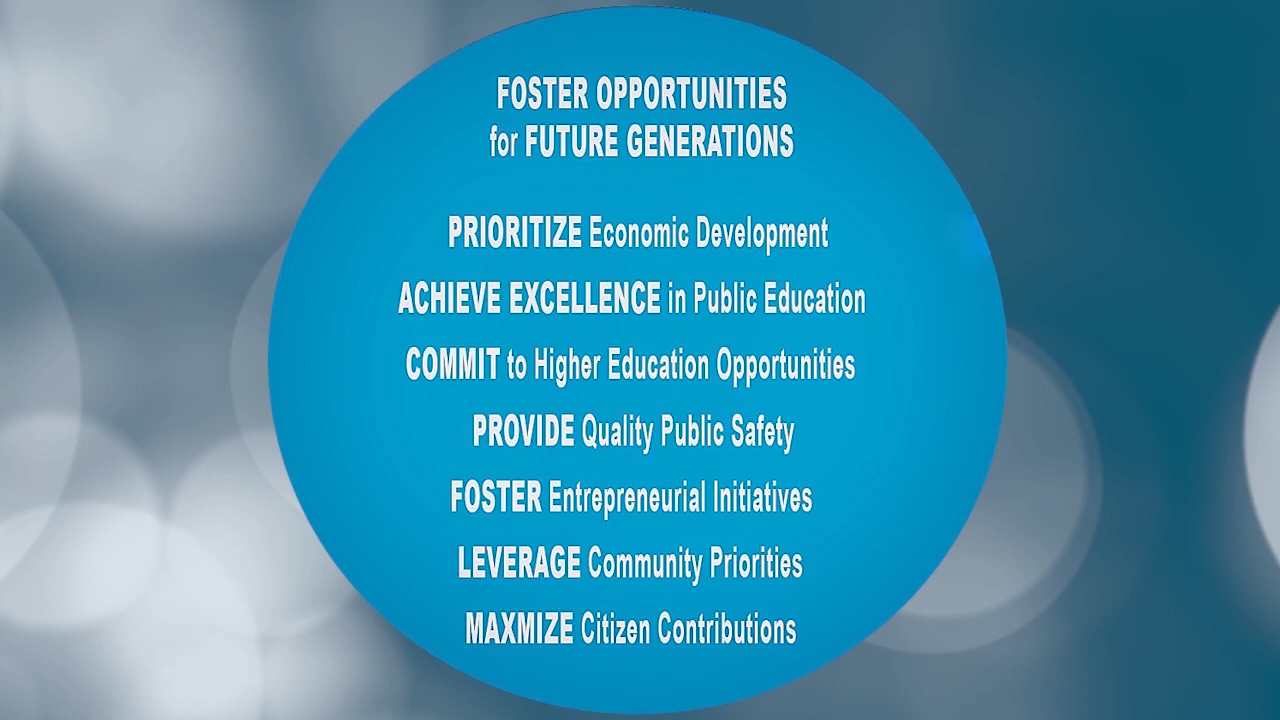 FOSTER OPPORTUNITIES
for FUTURE GENERATIONS
PRIORITIZE Economic Development
ACHIEVE EXCELLENCE in Public Education
COMMIT to Higher Education Opportunities
PROVIDE Quality Public Safety
FOSTER Entrepreneurial Initiatives
LEVERAGE Community Priorities
MAXMIZE Citizen Contributions